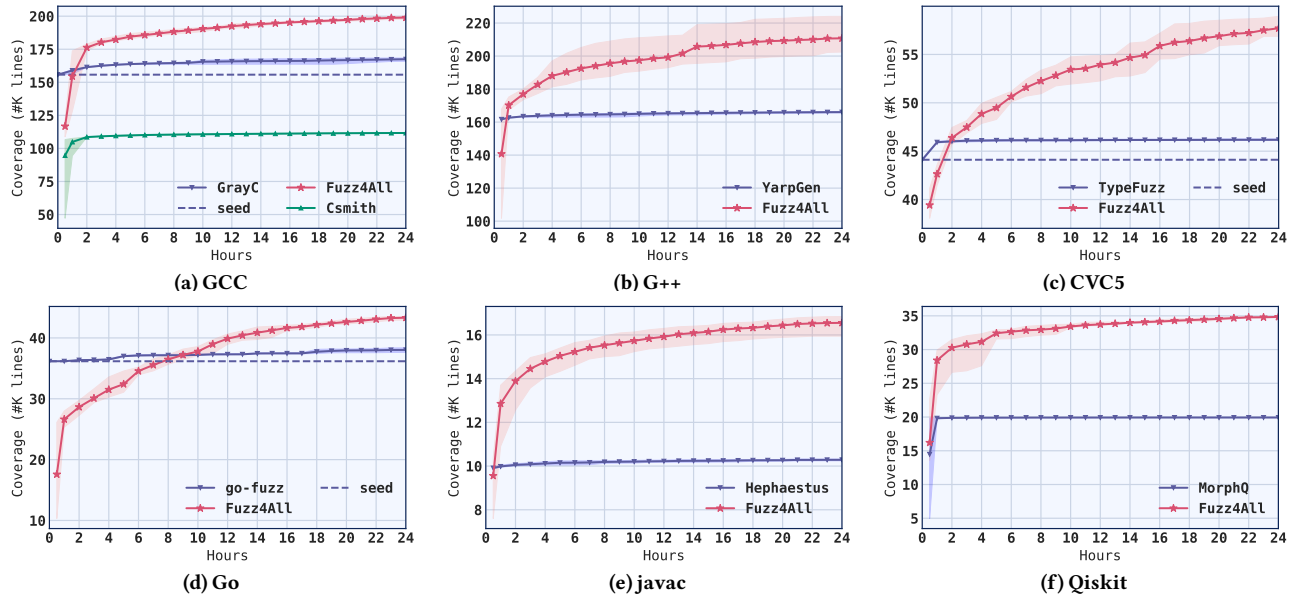 Coverage (#K lines)
200
175
150
125
100
75
50
GrayC
seed
Fuzz4All
Csmith
0 2 4 6 8 10 12 14 16 18 20 22 24
Hours
(a) GCC
Coverage (#K lines)
220
200
180
160
140
120
100
YarpGen
Fuzz4All
0 2 4 6 8 10 12 14 16 18 20 22 24
Hours
(b) G++
Coverage (#K lines)
55
50
45
40
TypeFuzz
Fuzz4All
seed
0 2 4 6 8 10 12 14 16 18 20 22 24
Hours
(c) CVC5
Coverage (#K lines)
40
30
20
10
go-fuzz
Fuzz4All
seed
0 2 4 6 8 10 12 14 16 18 20 22 24
Hours
(d) Go
Coverage (#K lines)
16
14
12
10
8
Hephaestus
Fuzz4All
0 2 4 6 8 10 12 14 16 18 20 22 24
Hours
(e) javac
Coverage (#K lines)
35
30
25
20
15
10
5
MorphQ
Fuzz4All
0 2 4 6 8 10 12 14 16 18 20 22 24
Hours
(f) Qiskit